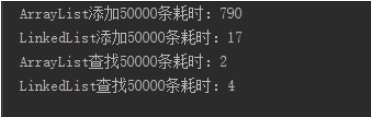 ArrayList添加50000条耗时：790
LinkedList添加50000条耗时：17
ArrayList查找50000条耗时：2
LinkedList查找50000条耗时：4